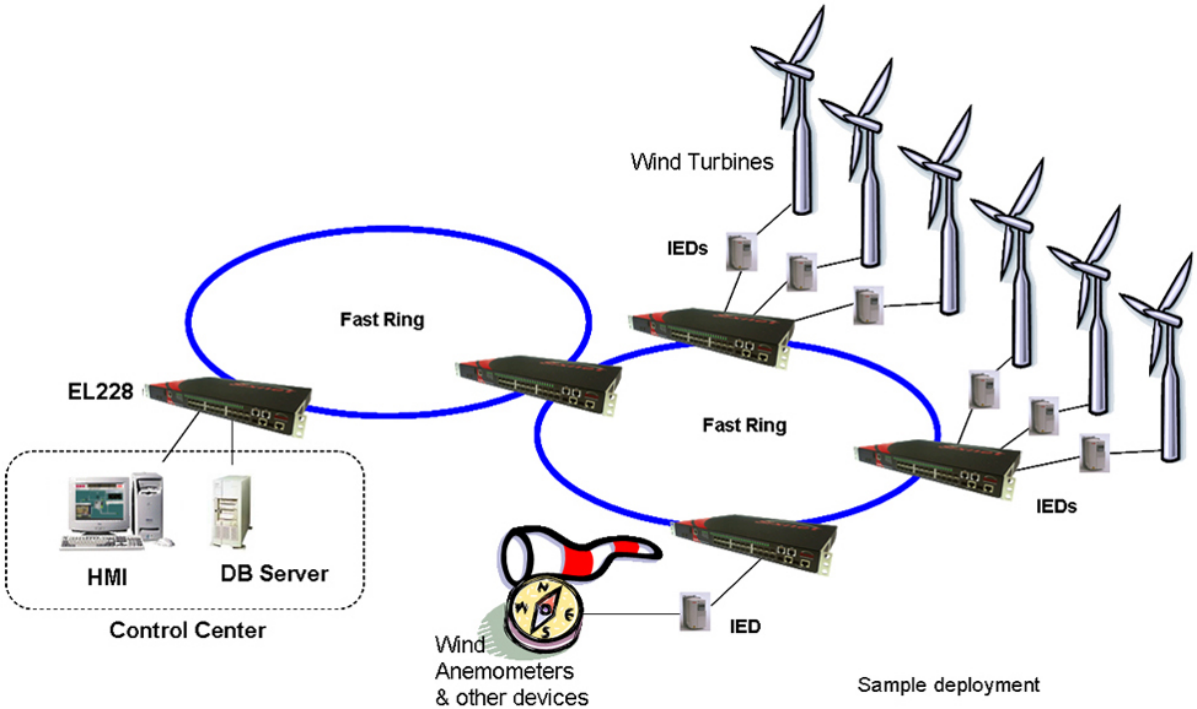 Wind Turbines
IEDs
Fast Ring
EL228
Fast Ring
IEDs
HMI
DB Server
Control Center
N
W
E
S
IED
Wind
Anemometers
& other devices
Sample deployment